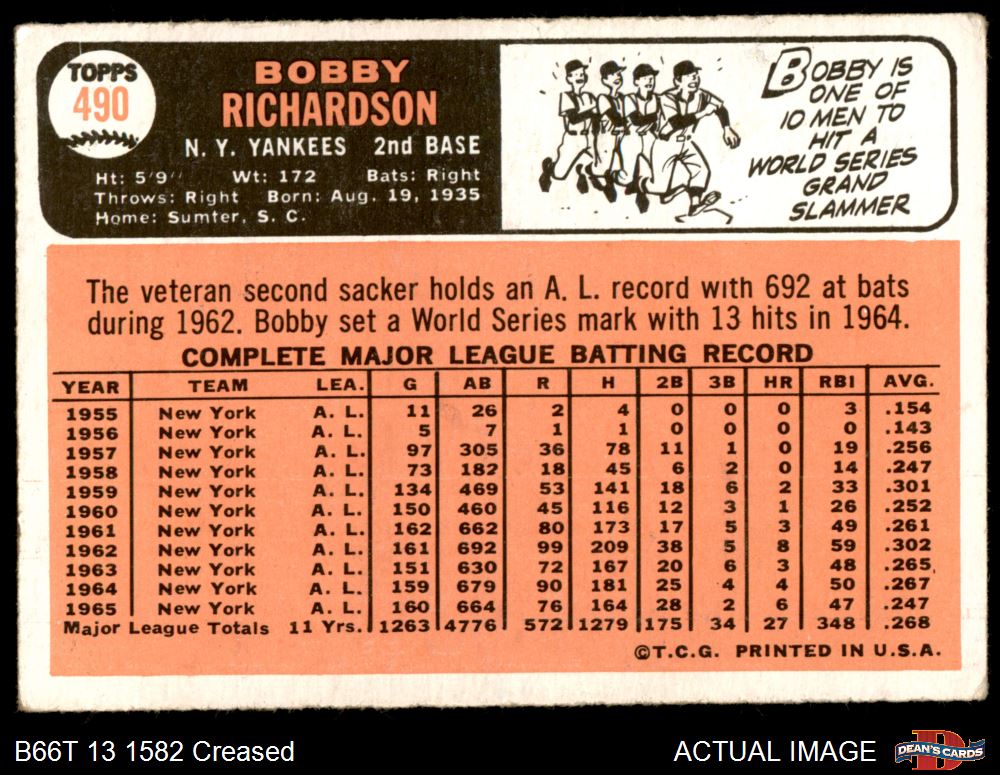 TOPPS
490
BOBBY
RICHARDSON
N. Y. YANKEES 2nd BASE
Ht: 5'9" Wt: 172 Bats: Right
Throws: Right Born: Aug. 19, 1935
Home: Sumter, S. C.
BOBBY IS
ONE OF
10 MEN TO
HIT A
WORLD SERIES
GRAND
SLAMMER
The veteran second sacker holds an A. L. record with 692 at bats
during 1962. Bobby set a World Series mark with 13 hits in 1964.
COMPLETE MAJOR LEAGUE BATTING RECORD
YEAR TEAM LEA. G AB R H 2B 3B HR RBI AVG.
1955 New York A. L. 11 26 2 4 0 0 0 3 .154
1956 New York A. L. 5 7 1 1 0 0 0 0 .143
1957 New York A. L. 97 305 36 78 11 1 0 19 .256
1958 New York A. L. 73 182 18 45 6 2 0 14 .247
1959 New York A. L. 134 469 53 141 18 6 2 33 .301
1960 New York A. L. 150 460 45 116 12 3 1 26 .252
1961 New York A. L. 162 662 80 173 17 5 3 49 .261
1962 New York A. L. 161 692 99 209 38 5 8 59 .302
1963 New York A. L. 151 630 72 167 20 6 3 48 .265
1964 New York A. L. 159 679 90 181 25 4 4 50 .267
1965 New York A. L. 160 664 76 164 28 2 6 47 .247
Major League Totals 11 Yrs. 1263 4776 572 1279 175 34 27 348 .268
©T.C.G. PRINTED IN U.S.A.
B66T 13 1582 Creased
ACTUAL IMAGE
DEAN'S CARDS